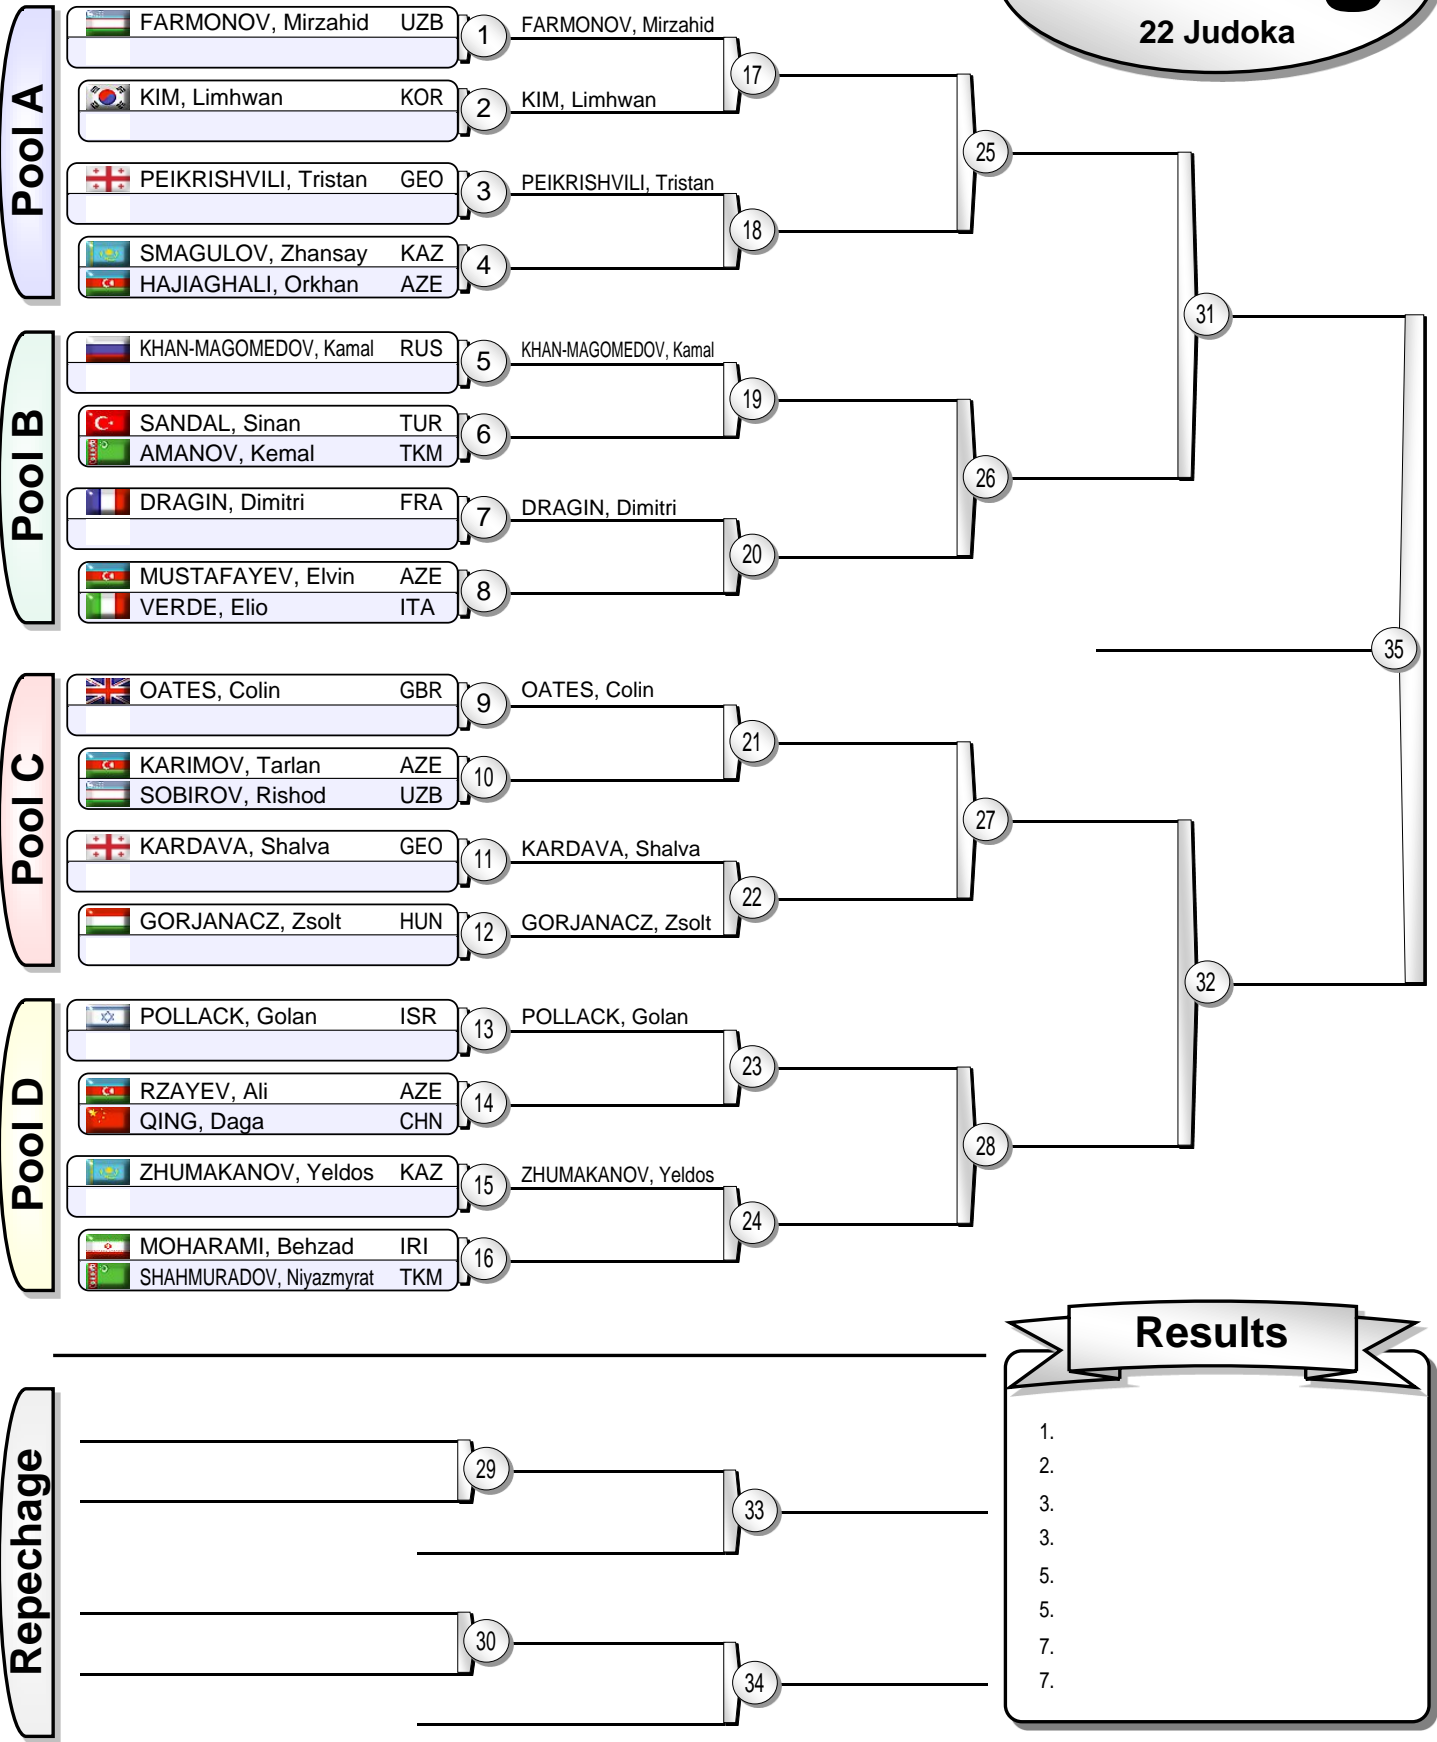 22 Judoka
Pool A
FARMONOV, Mirzahid UZB 1 FARMONOV, Mirzahid
17
KIM, Limhwan KOR 2 KIM, Limhwan
25
PEIKRISHVILI, Tristan GEO 3 PEIKRISHVILI, Tristan
18
SMAGULOV, Zhansay KAZ
4
HAJIAGHALI, Orkhan AZE
31
Pool B
KHAN-MAGOMEDOV, Kamal RUS 5 KHAN-MAGOMEDOV, Kamal
19
SANDAL, Sinan TUR
6
AMANOV, Kemal TKM
26
DRAGIN, Dimitri FRA 7 DRAGIN, Dimitri
20
MUSTAFAYEV, Elvin AZE
8
VERDE, Elio ITA
35
Pool C
OATES, Colin GBR 9 OATES, Colin
21
KARIMOV, Tarlan AZE
10
SOBIROV, Rishod UZB
27
KARDAVA, Shalva GEO 11 KARDAVA, Shalva
22
GORJANACZ, Zsolt HUN 12 GORJANACZ, Zsolt
32
Pool D
POLLACK, Golan ISR 13 POLLACK, Golan
23
RZAYEV, Ali AZE
14
QING, Daga CHN
28
ZHUMAKANOV, Yeldos KAZ 15 ZHUMAKANOV, Yeldos
24
MOHARAMI, Behzad IRI
16
SHAHMURADOV, Niyazmyrat TKM
Repechage
29
33
30
34
Results
1.
2.
3.
3.
5.
5.
7.
7.